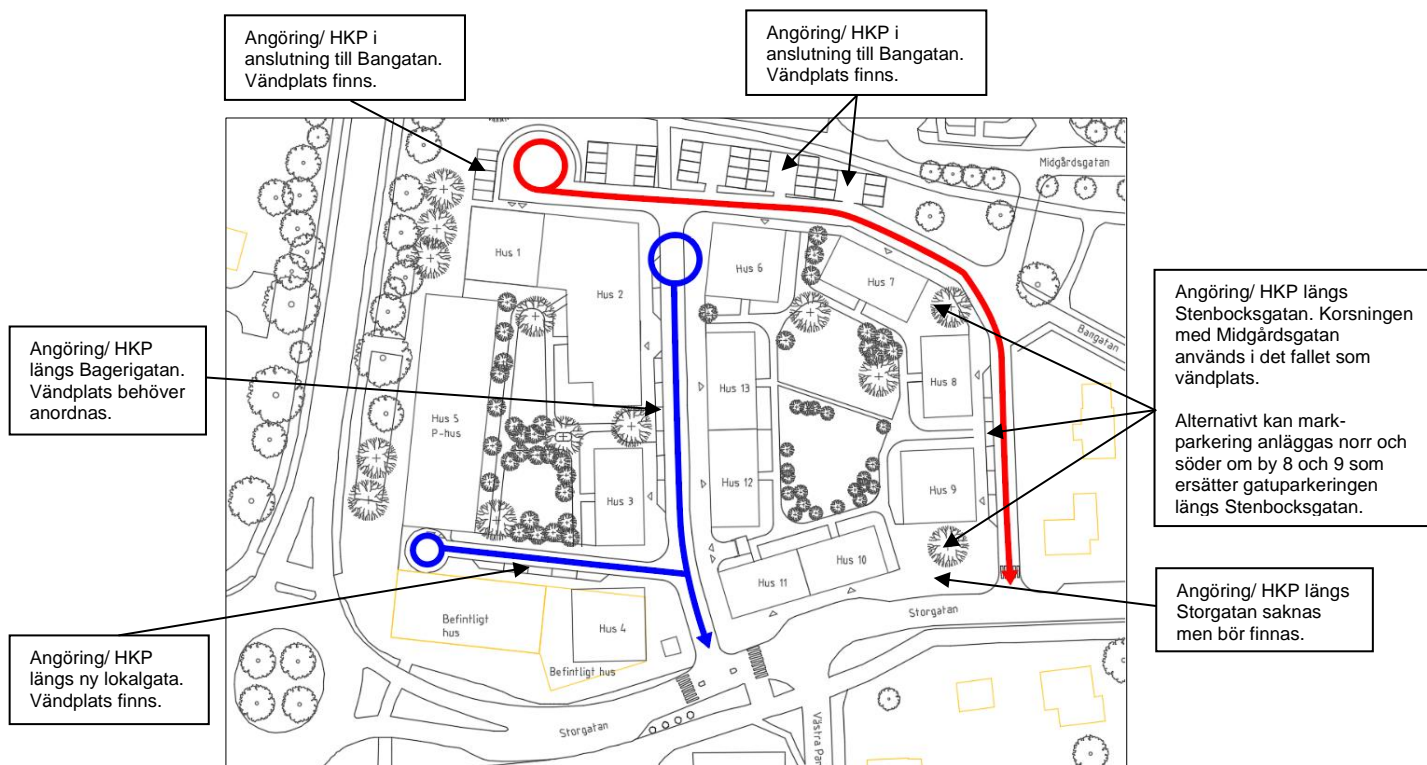 Angöring/ HKP i
anslutning till Bangatan.
Vändplats finns.
Angöring/ HKP i
anslutning till Bangatan.
Vändplats finns.
Midgårdsgatan
Hus 1
Hus 2
Hus 6
Hus 7
Bangatan
Angöring/ HKP längs
Stenbocksgatan. Korsningen
med Midgårdsgatan
används i det fallet som
vändplats.
Alternativt kan mark-
parkering anläggas norr och
söder om by 8 och 9 som
ersätter gatuparkeringen
längs Stenbocksgatan.
Angöring/ HKP
längs Bagerigatan.
Vändplats behöver
anordnas.
Hus 5
P-hus
Hus 13
Hus 8
Hus 3
Hus 12
Hus 9
Hus 10
Hus 11
Storgatan
Angöring/ HKP längs
Storgatan saknas
men bör finnas.
Befintligt
hus
Hus 4
Befintligt hus
Angöring/ HKP
längs ny lokalgata.
Vändplats finns.
Storgatan
Västra Par